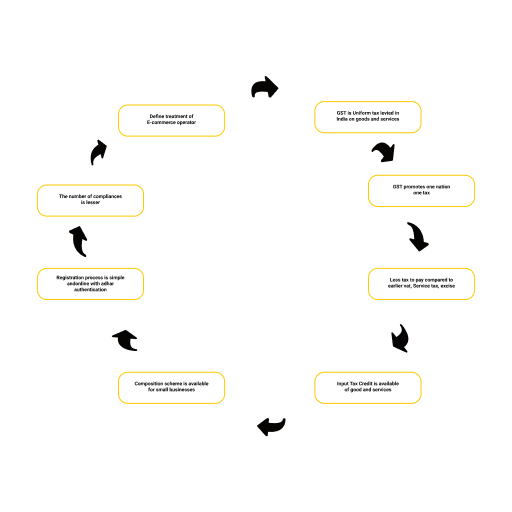 GST is Uniform tax levied in
India on goods and services
GST promotes one nation
one tax
Less tax to pay compared to
earlier vat, Service tax, excise
Input Tax Credit is available
of good and services
Composition scheme is available
for small businesses
Registration process is simple
andonline with adhar
authentication
The number of compliances
is lesser
Define treatment of
E-commerce operator